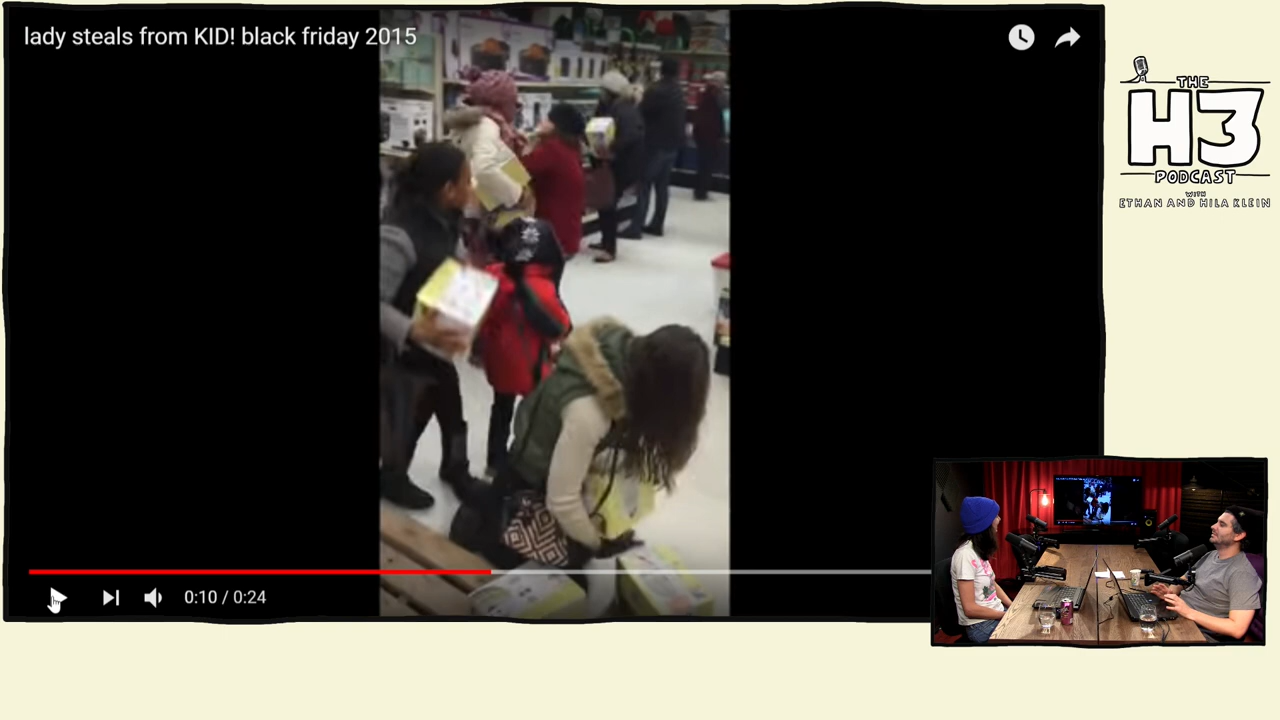 lady steals from KID! black friday 2015
THE
H3
PODCAST
WITH
ETHAN AND HILA KLEIN
0:10 / 0:24